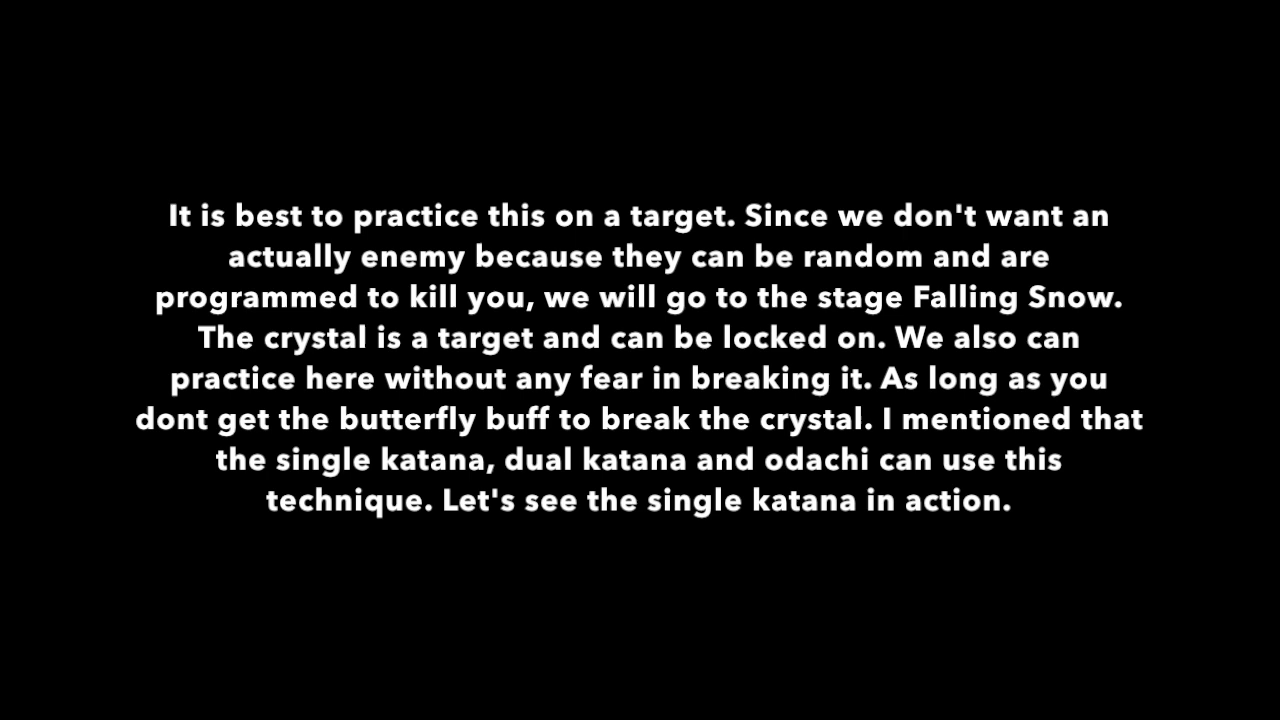 It is best to practice this on a target. Since we don't want an
actually enemy because they can be random and are
programmed to kill you, we will go to the stage Falling Snow.
The crystal is a target and can be locked on. We also can
practice here without any fear in breaking it. As long as you
dont get the butterfly buff to break the crystal. I mentioned that
the single katana, dual katana and odachi can use this
technique. Let's see the single katana in action.